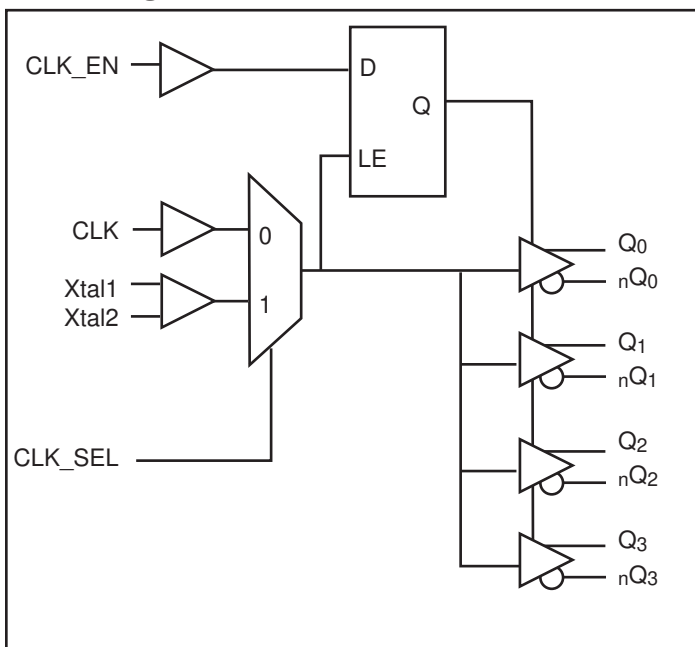 CLK_EN
D
Q
LE
CLK
0
Xtal1
Xtal2
1
CLK_SEL
Q0
nQ0
Q1
nQ1
Q2
nQ2
Q3
nQ3